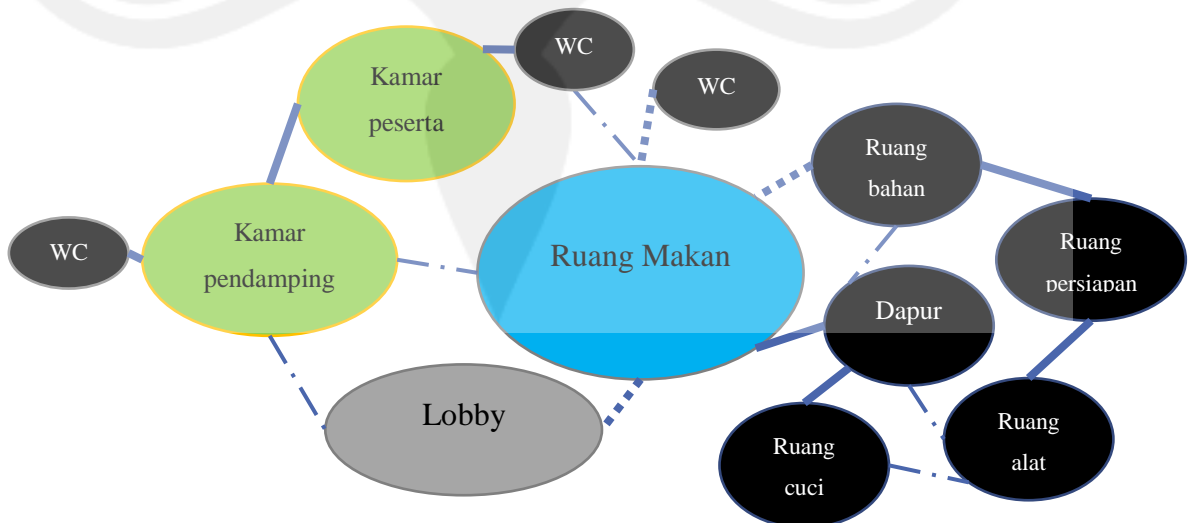 WC
Kamar
peserta
WC
Ruang
bahan
Kamar
pendamping
WC
Ruang Makan
Ruang
persiapan
Dapur
Lobby
Ruang
cuci
Ruang
alat